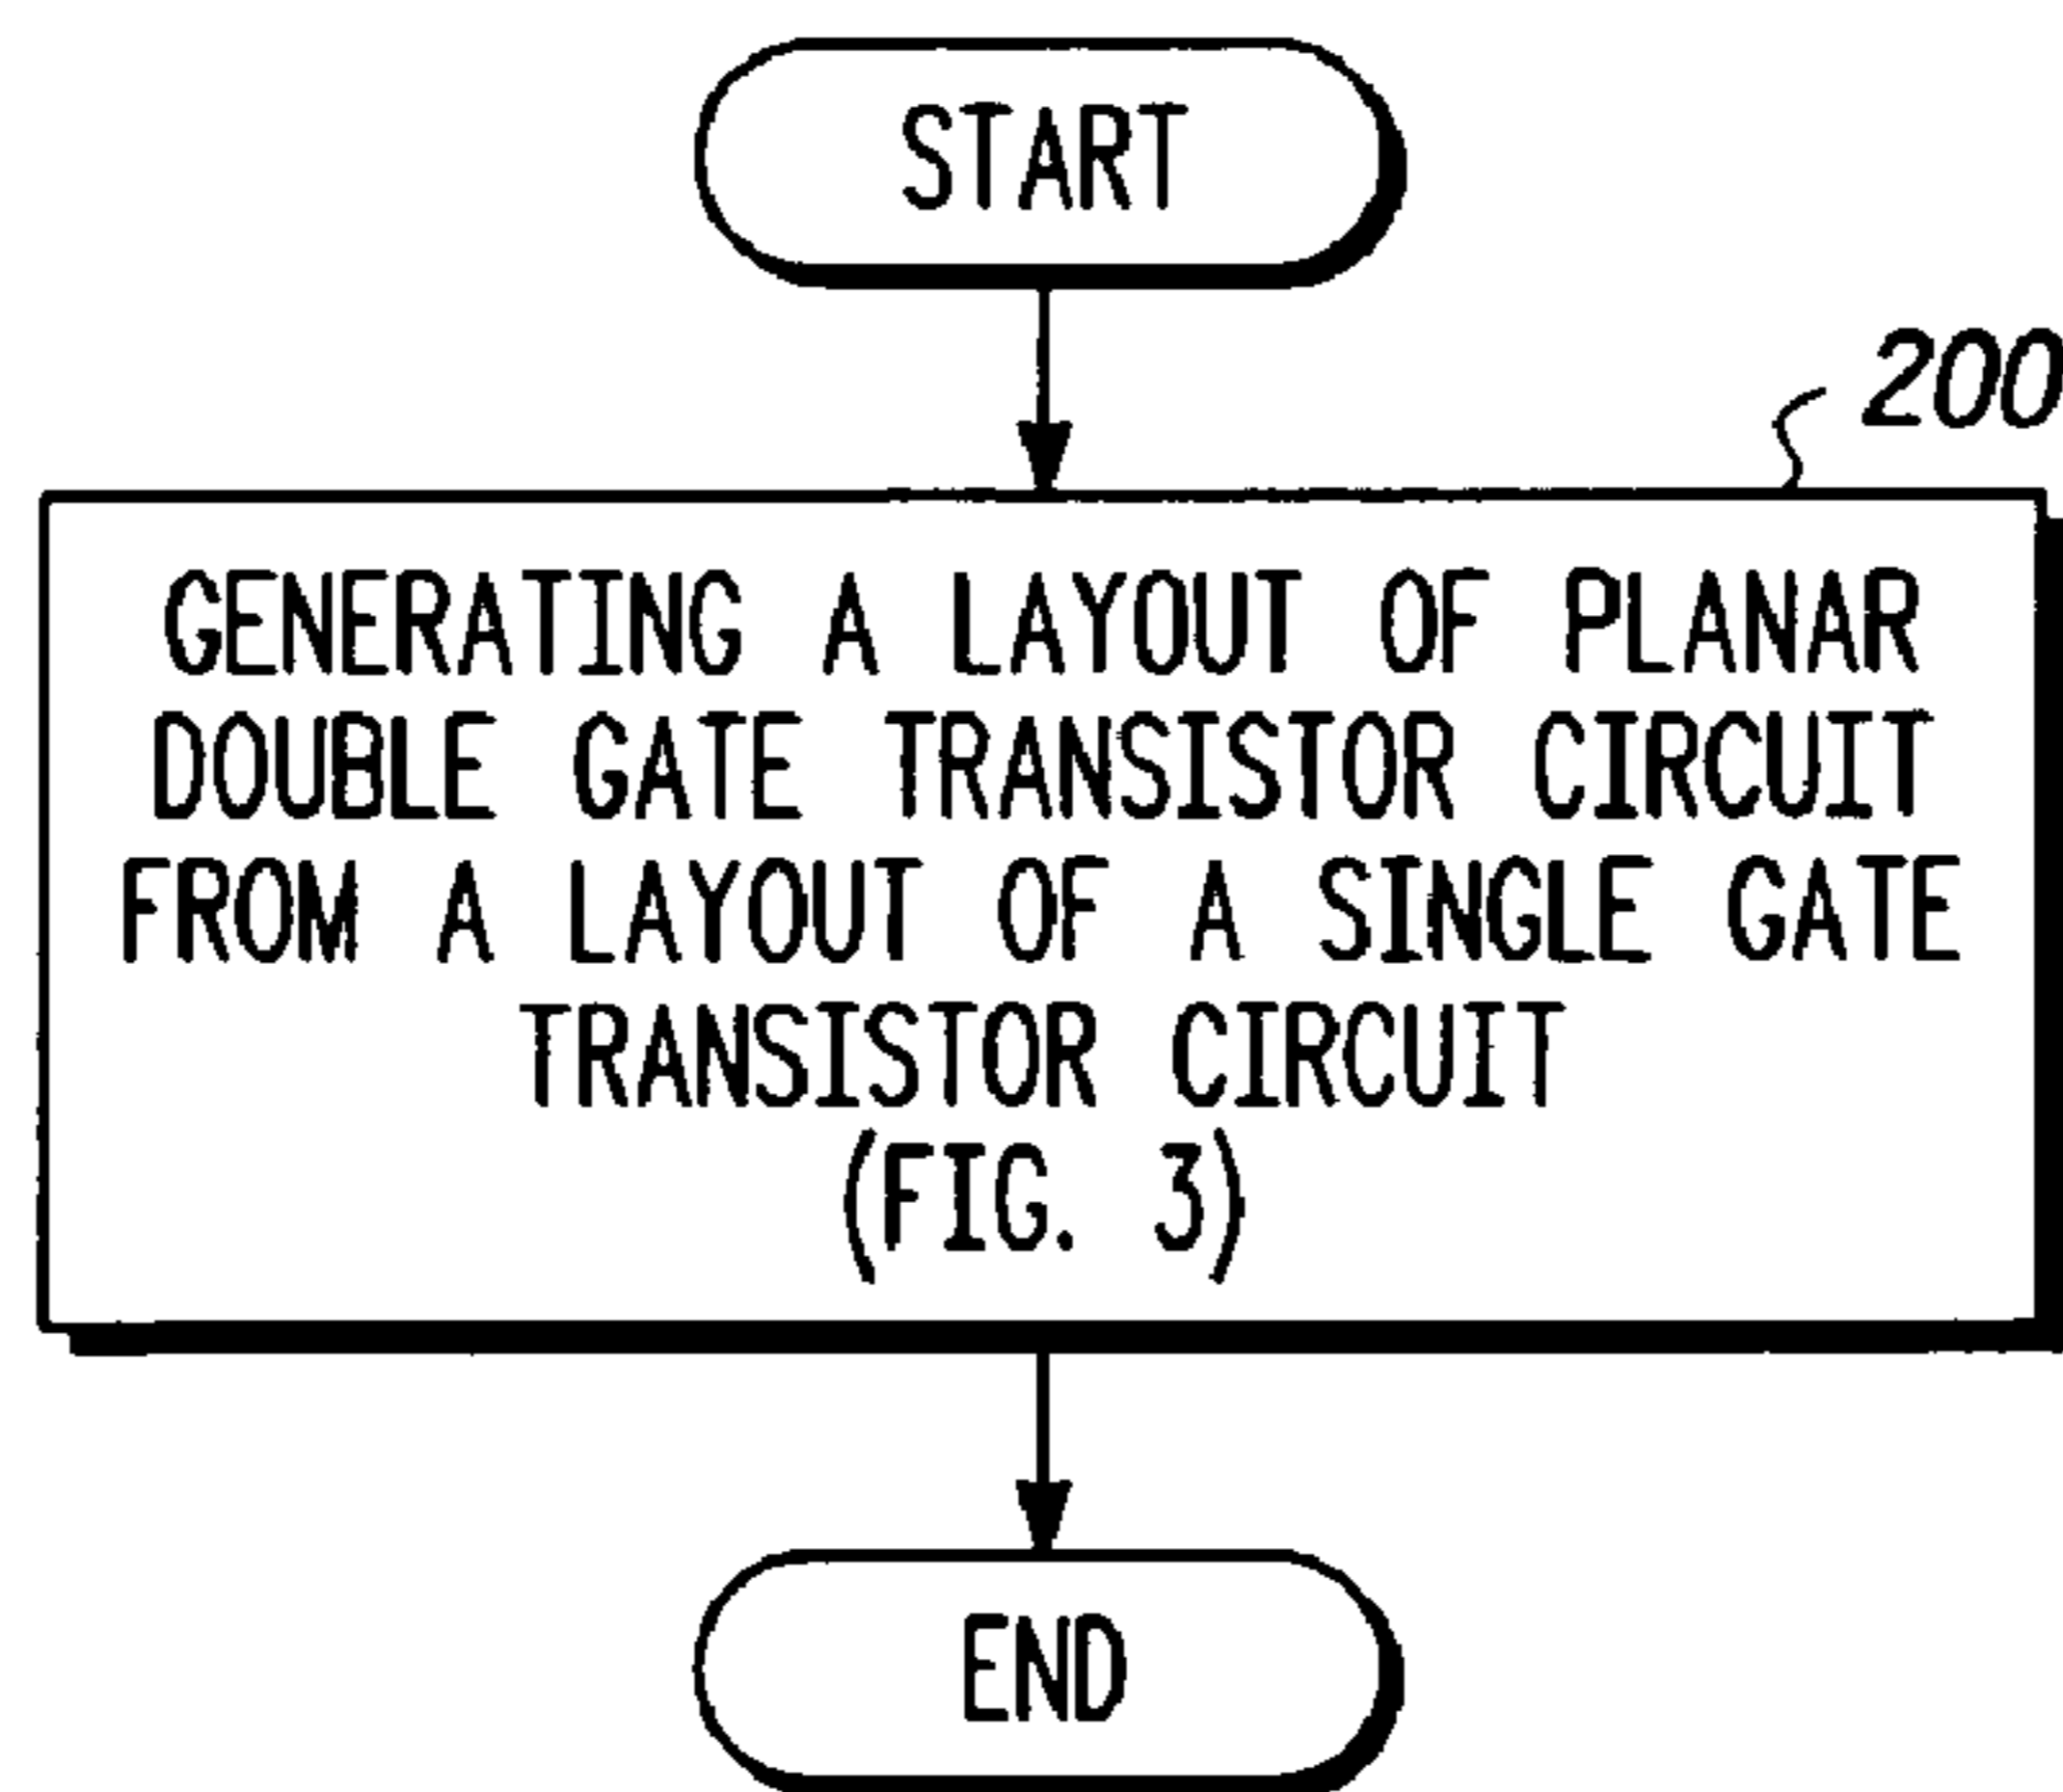 START
200
GENERATING A LAYOUT OF PLANAR
DOUBLE GATE TRANSISTOR CIRCUIT
FROM A LAYOUT OF A SINGLE GATE
TRANSISTOR CIRCUIT
(FIG. 3)
END